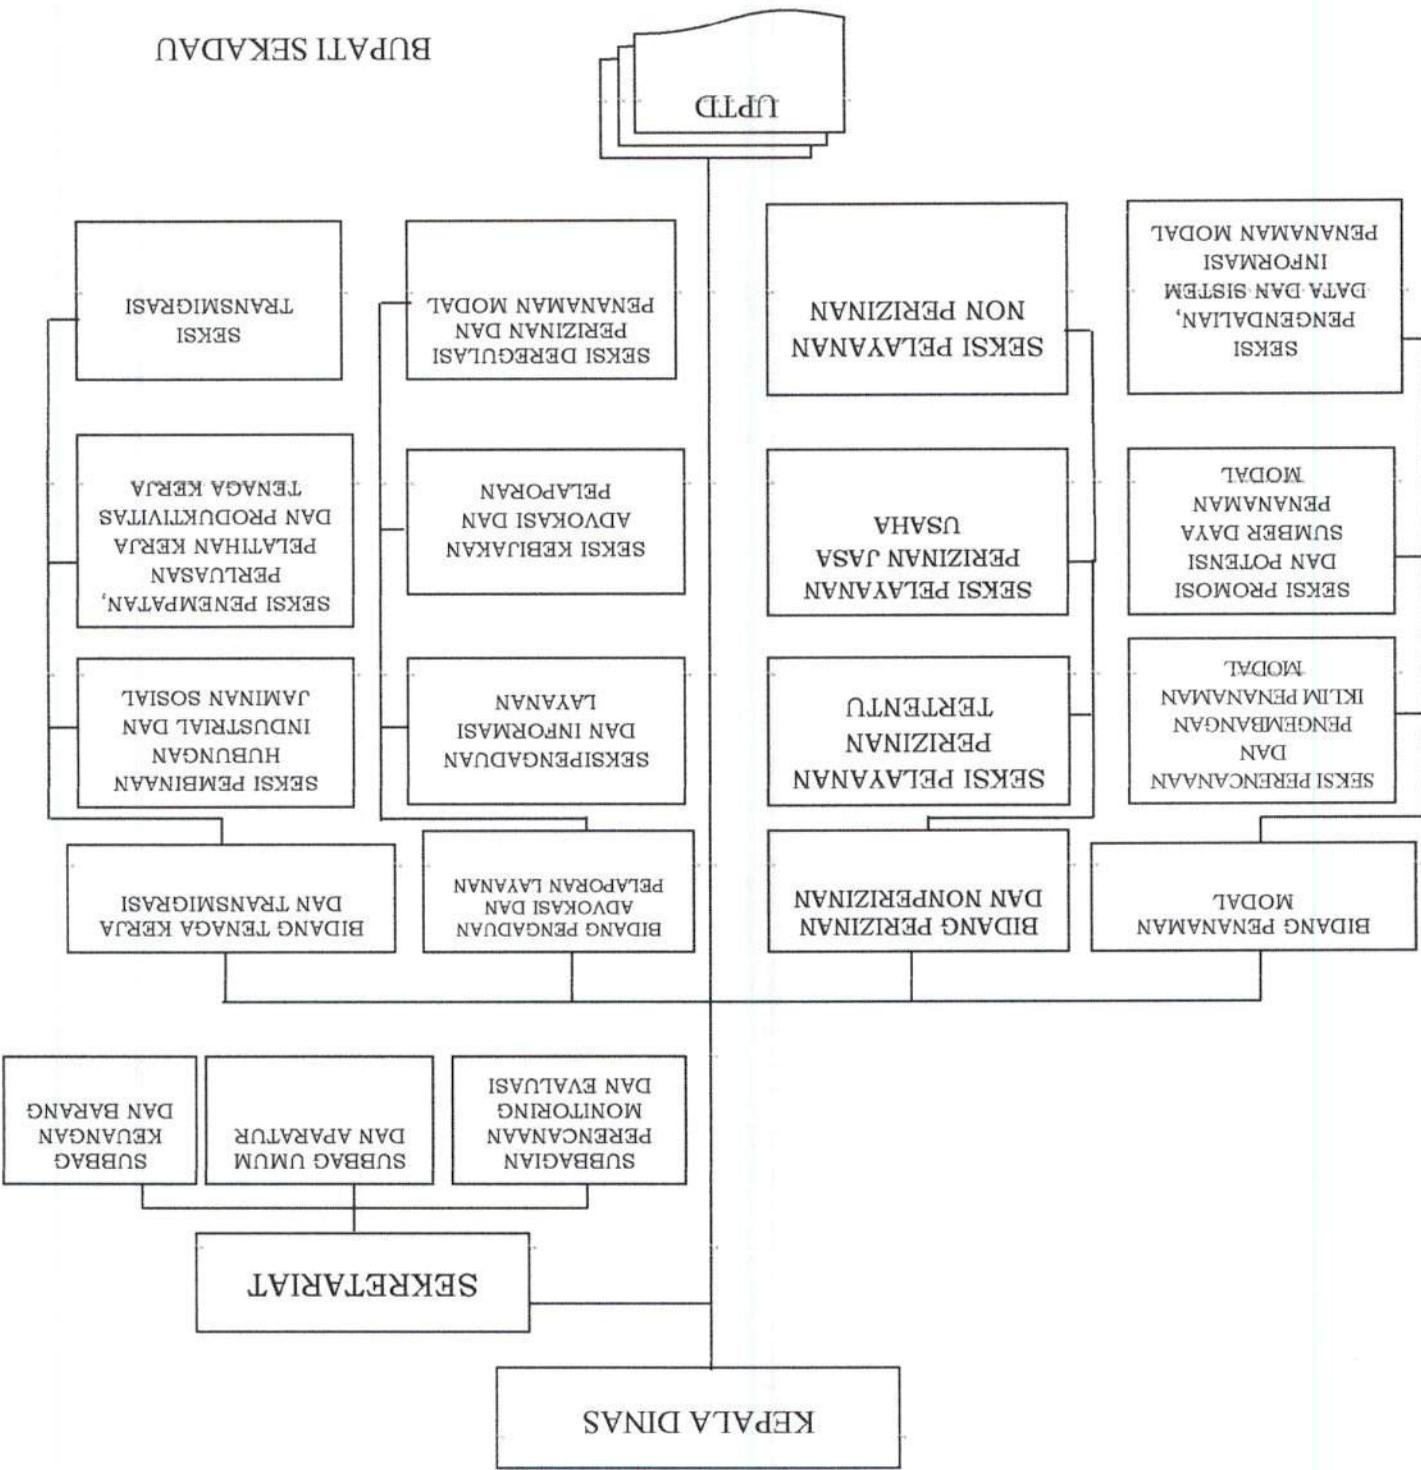 KEPALA DINAS
SEKRETARIAT
SUBBAGIAN
PERENCANAAN
MONITORING
DAN EVALUASI
SUBBAG UMUM
DAN APARATUR
SUBBAG
KEUANGAN
DAN BARANG
BIDANG PENANAMAN
MODAL
BIDANG PERIZINAN
DAN NONPERIZINAN
BIDANG PENGADUAN
ADVOKASI DAN
PELAPORAN LAYANAN
BIDANG TENAGA KERJA
DAN TRANSMIGRASI
SEKSI PERENCANAAN
DAN
PENGEMBANGAN
IKLIM PENANAMAN
MODAL
SEKSI PELAYANAN
PERIZINAN
TERTENTU
SEKSIPENGADUAN
DAN INFORMASI
LAYANAN
SEKSI PEMBINAAN
HUBUNGAN
INDUSTRIAL DAN
JAMINAN SOSIAL
SEKSI PROMOSI
DAN POTENSI
SUMBER DAYA
PENANAMAN
MODAL
SEKSI PELAYANAN
PERIZINAN JASA
USAHA
SEKSI KEBIJAKAN
ADVOKASI DAN
PELAPORAN
SEKSI PENEMPATAN,
PERLUASAN
PELATIHAN KERJA
DAN PRODUKTIVITAS
TENAGA KERJA
SEKSI
PENGENDALIAN,
DATA DAN SISTEM
INFORMASI
PENANAMAN MODAL
SEKSI PELAYANAN
NON PERIZINAN
SEKSI DEREGULASI
PERIZINAN DAN
PENANAMAN MODAL
SEKSI
TRANSMIGRASI
UPTD
BUPATI SEKADAU